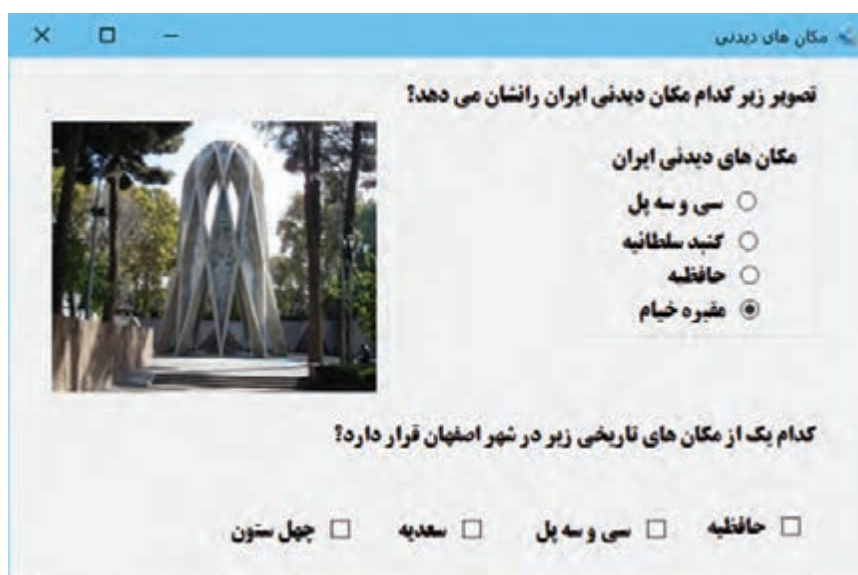 مکان های دیدنی
تصویر زیر کدام مکان دیدنی ایران رانشان می دهد؟
مکان های دیدنی ایران
سی و سه پل
گنبد سلطانیه
حافظیه
مقبره خیام
کدام یک از مکان های تاریخی زیر در شهر اصفهان قرار دارد؟
حافظیه سی و سه پل سعدیه چهل ستون